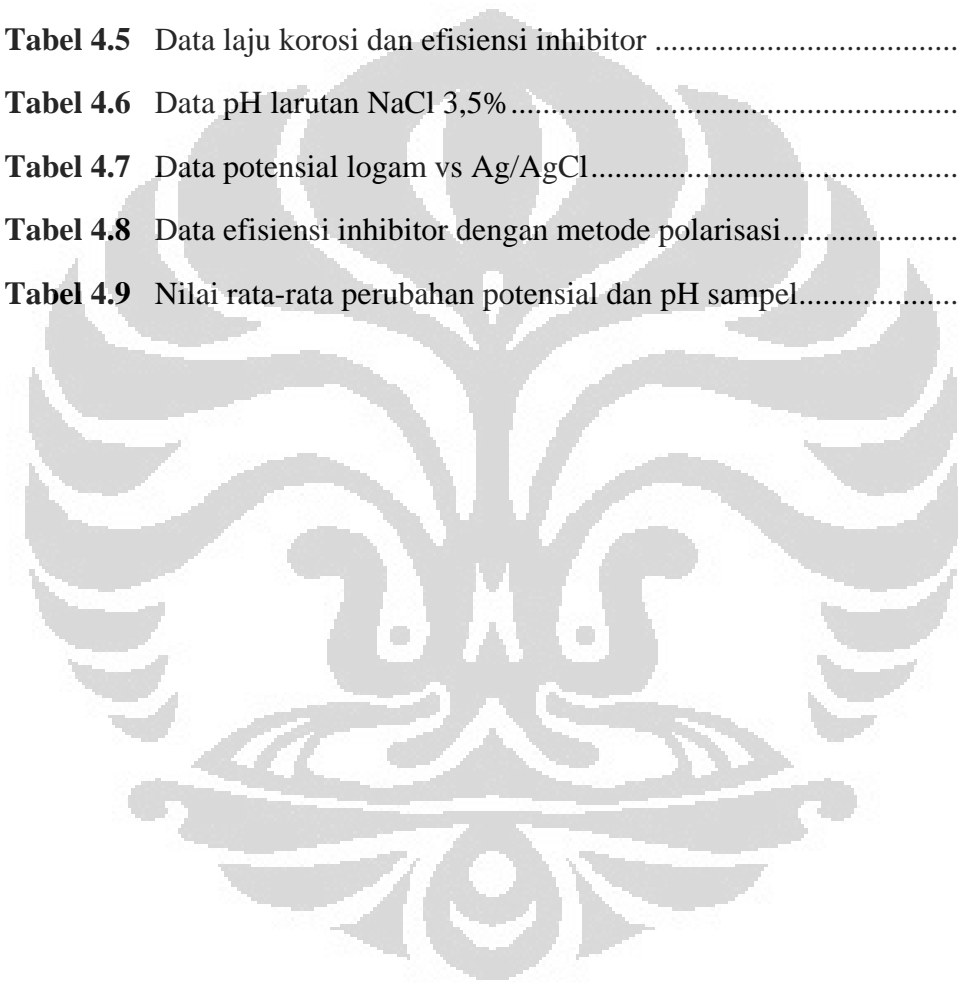 Tabel 4.5 Data laju korosi dan efisiensi inhibitor ................................
Tabel 4.6 Data pH larutan NaCl 3,5% ................................................
Tabel 4.7 Data potensial logam vs Ag/AgCl.......................................
Tabel 4.8 Data efisiensi inhibitor dengan metode polarisasi...................
Tabel 4.9 Nilai rata-rata perubahan potensial dan pH sampel.................